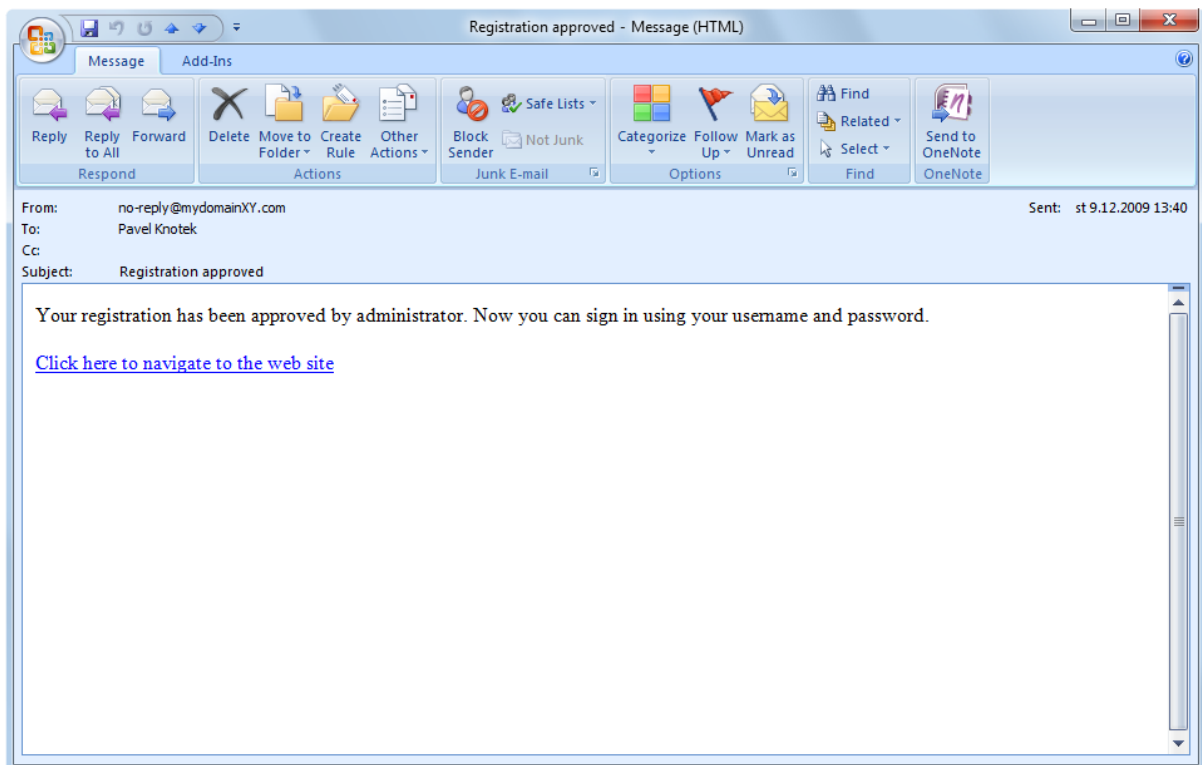 Registration approved - Message (HTML)
Message Add-Ins
Reply Reply to All Forward Delete Move to Folder Create Rule Other Actions Block Sender Safe Lists Not Junk Categorize Follow Up Mark as Unread Find Related Select Send to OneNote
Respond Actions Junk E-mail Options Find OneNote
From: no-reply@mydomainXY.com Sent: st 9.12.2009 13:40
To: Pavel Knotek
Cc:
Subject: Registration approved
Your registration has been approved by administrator. Now you can sign in using your username and password.
Click here to navigate to the web site